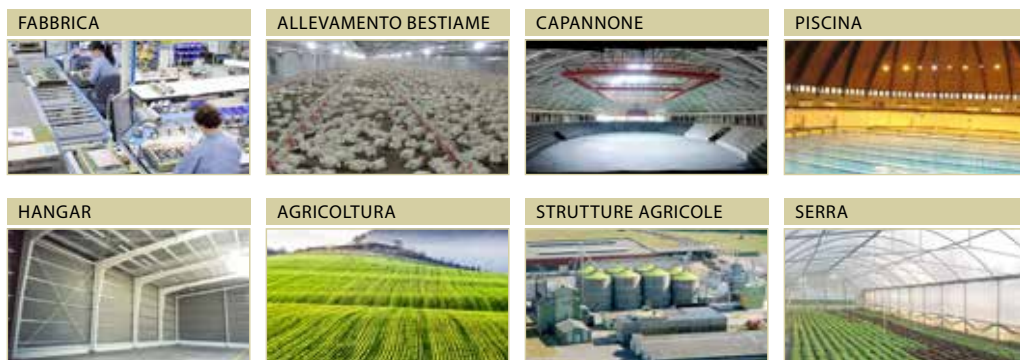 FABBRICA
ALLEVAMENTO BESTIAME
CAPANNONE
PISCINA
HANGAR
AGRICOLTURA
STRUTTURE AGRICOLE
SERRA